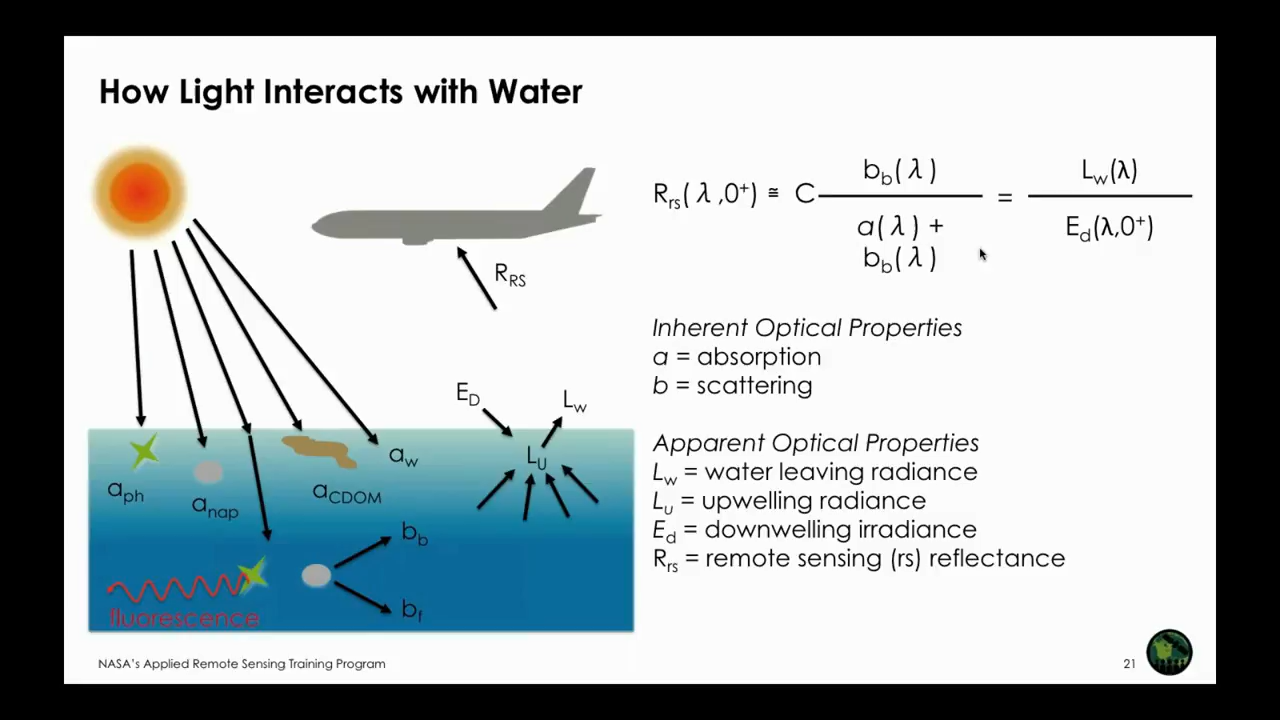 How Light Interacts with Water
R_rs(λ,0⁺) ≅ C b_b(λ) / a(λ) + b_b(λ) = L_w(λ) / E_d(λ,0⁺)
R_RS
Inherent Optical Properties
a = absorption
b = scattering
E_D
L_w
Apparent Optical Properties
L_w = water leaving radiance
L_u = upwelling radiance
E_d = downwelling irradiance
R_rs = remote sensing (rs) reflectance
a_ph
a_nap
a_CDOM
a_w
L_U
b_b
b_f
fluorescence
NASA's Applied Remote Sensing Training Program
21